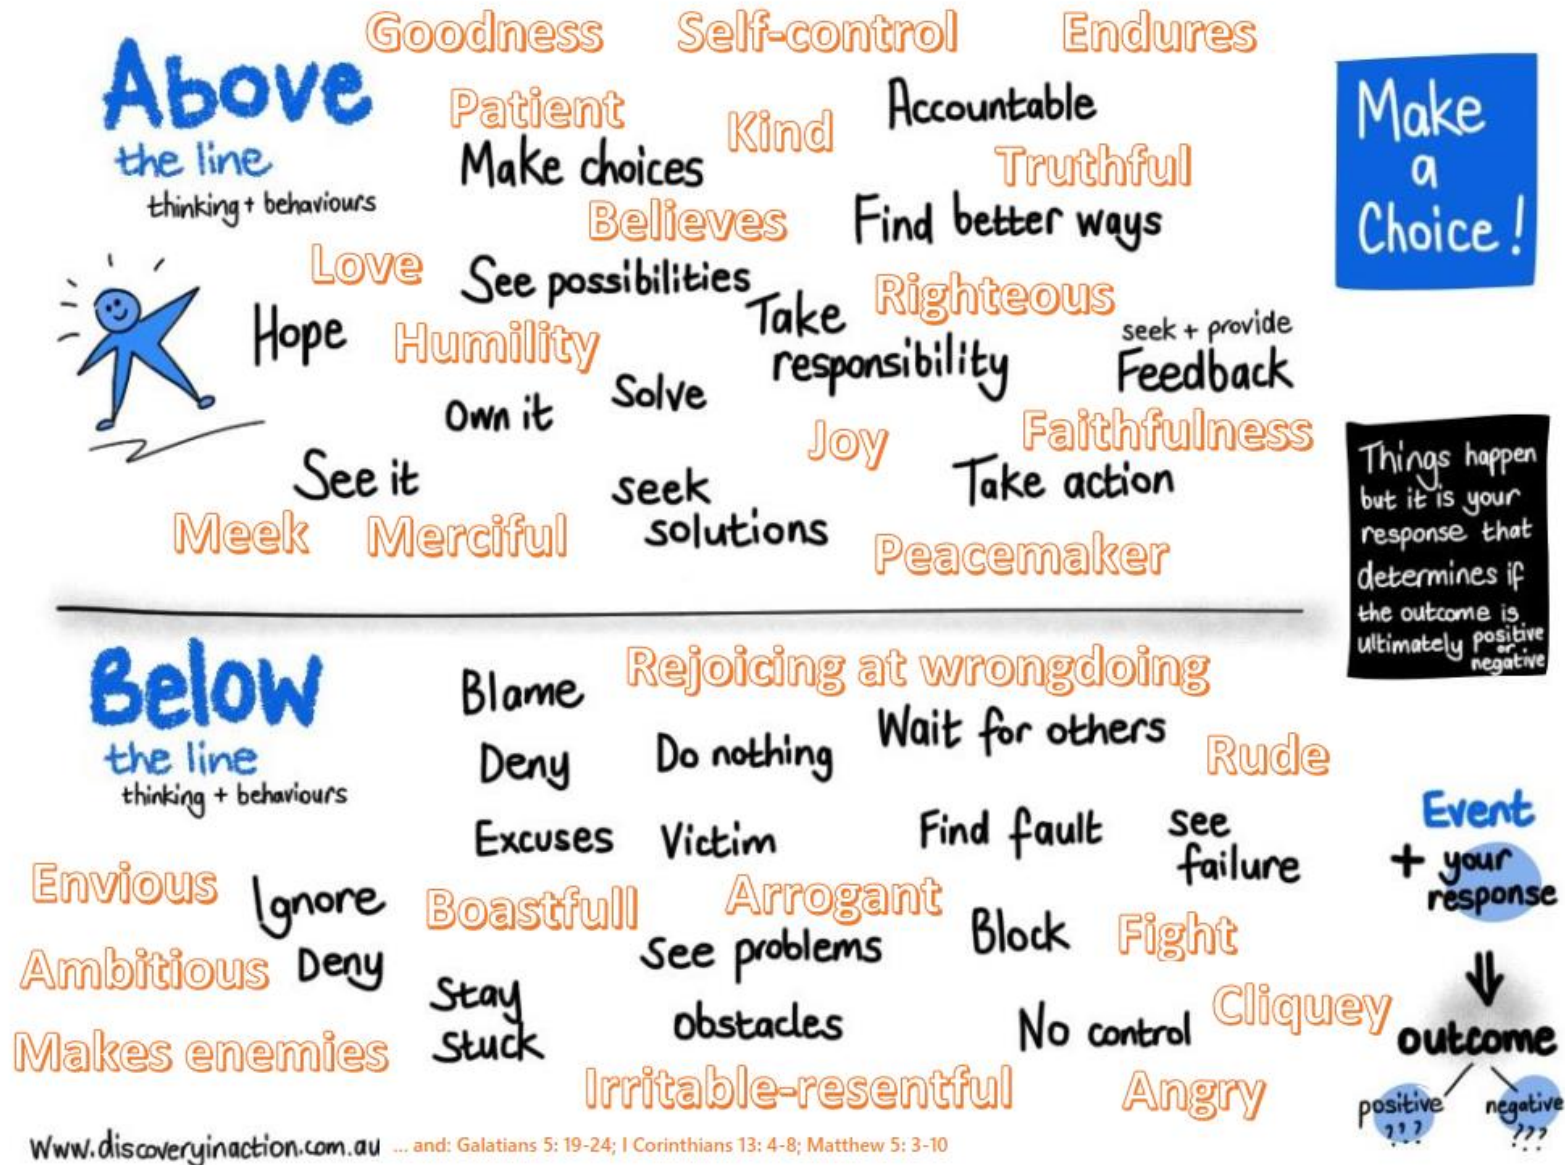 Goodness Self-control Endures
Above
the line
thinking + behaviours
Patient
Kind
Accountable
Make choices
Truthful
Believes
Find better ways
Love
See possibilities
Righteous
Hope
Humility
Take
responsibility
seek + provide
Feedback
Own it
Solve
Joy
Faithfulness
See it
seek
solutions
Take action
Meek
Merciful
Peacemaker
Make
a
Choice!
Things happen
but it is your
response that
determines if
the outcome is
ultimately positive
or
negative
Below
the line
thinking + behaviours
Blame
Rejoicing at wrongdoing
Deny
Do nothing
Wait for others
Rude
Excuses
Victim
Find fault
see
failure
Envious
Ignore
Boastfull
Arrogant
Block
Fight
Ambitious
Deny
See problems
Stay
Stuck
obstacles
No control
Cliquey
Makes enemies
Irritable-resentful
Angry
Event
+ your
response
outcome
positive
???
negative
???
Www.discoveryinaction.com.au ... and: Galatians 5: 19-24; I Corinthians 13: 4-8; Matthew 5: 3-10